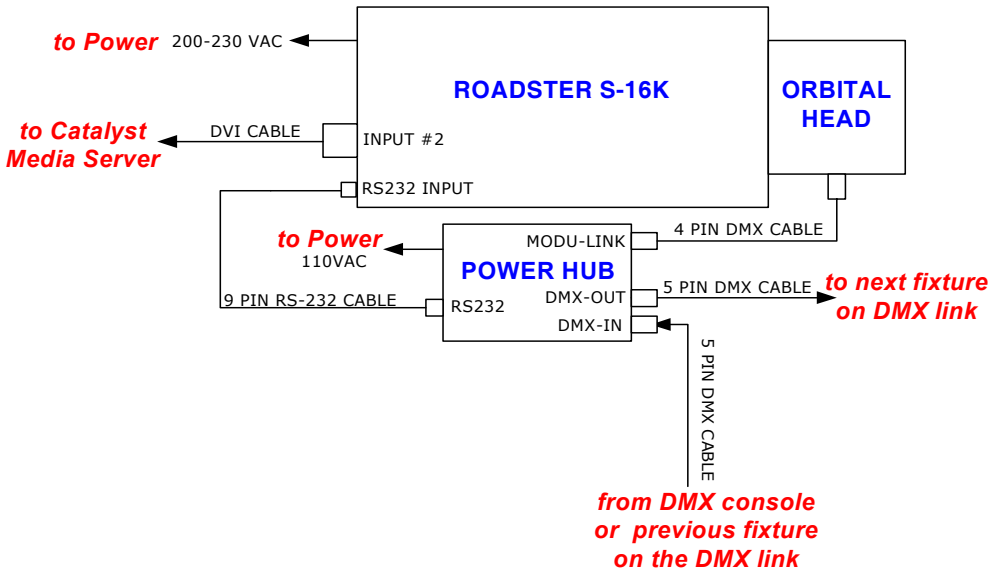 to Power 200-230 VAC
ROADSTER S-16K
ORBITAL
HEAD
to Catalyst
Media Server
DVI CABLE
INPUT #2
RS232 INPUT
4 PIN DMX CABLE
to Power
110VAC
MODU-LINK
POWER HUB
9 PIN RS-232 CABLE
RS232
DMX-OUT
DMX-IN
5 PIN DMX CABLE
to next fixture
on DMX link
5 PIN DMX CABLE
from DMX console
or previous fixture
on the DMX link